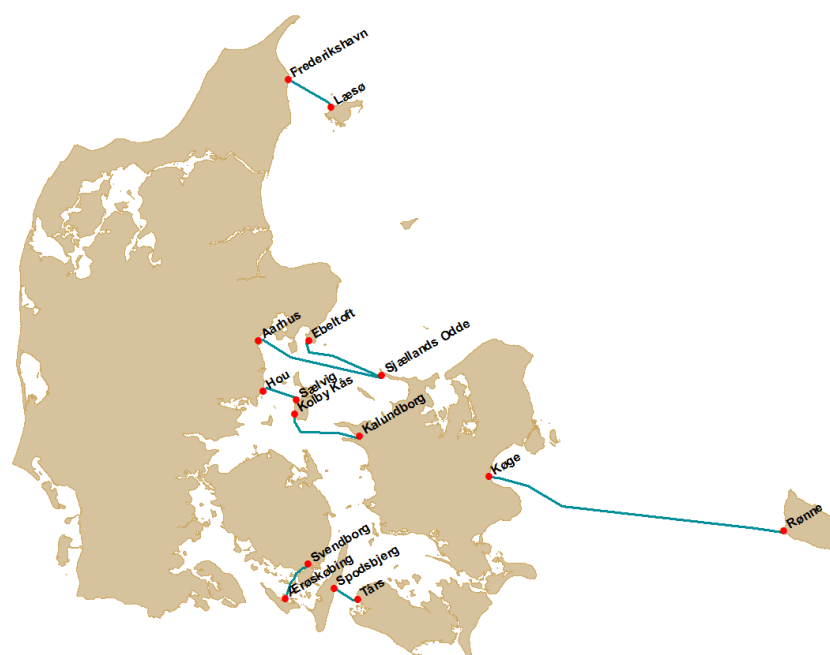 Frederikshavn
Læsø
Aarhus
Ebeltoft
Sjællands Odde
Hou
Sælvig
Kolby Kås
Kalundborg
Køge
Rønne
Svendborg
Ærøskøbing
Spodsbjerg
Tårs